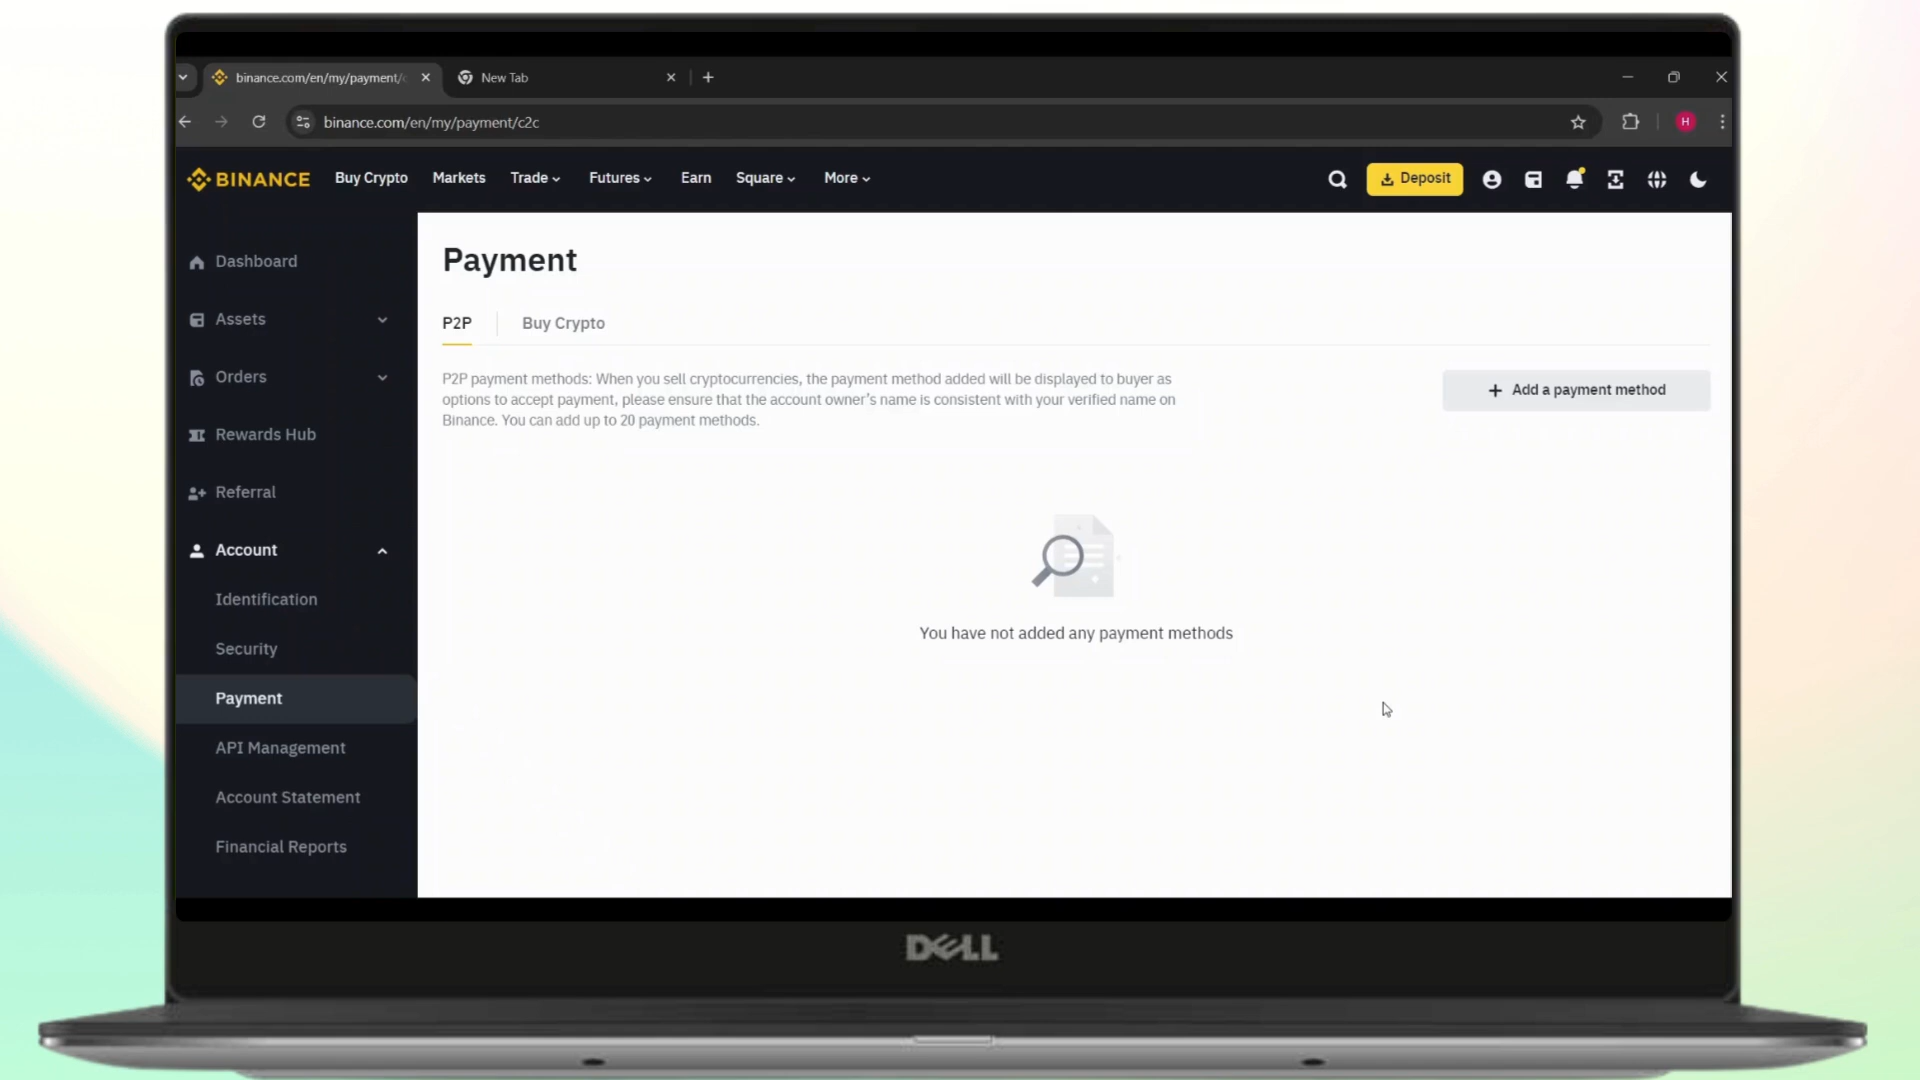 binance.com/en/my/payment/c
New Tab
binance.com/en/my/payment/c2c
H
BINANCE
Buy Crypto
Markets
Trade
Futures
Earn
Square
More
Deposit
Dashboard
Assets
Orders
Rewards Hub
Referral
Account
Identification
Security
Payment
API Management
Account Statement
Financial Reports
Payment
P2P
Buy Crypto
P2P payment methods: When you sell cryptocurrencies, the payment method added will be displayed to buyer as
options to accept payment, please ensure that the account owner's name is consistent with your verified name on
Binance. You can add up to 20 payment methods.
+ Add a payment method
You have not added any payment methods
DELL